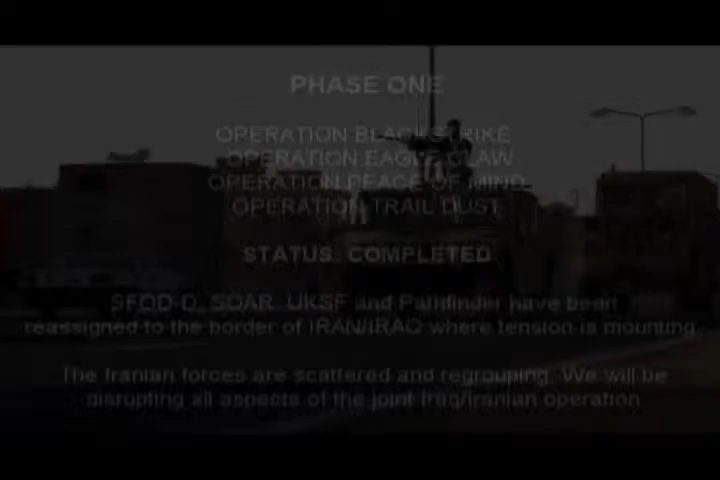 PHASE ONE
OPERATION BLACKSTRIKE
OPERATION EAGLE CLAW
OPERATION PEACE OF MIND
OPERATION TRAIL DUST
STATUS: COMPLETED
SFOD-D, SOAR, UKSF and Pathfinder have been
reassigned to the border of IRAN/IRAQ where tension is mounting.
The Iranian forces are scattered and regrouping. We will be
disrupting all aspects of the joint Iraq/Iranian operation